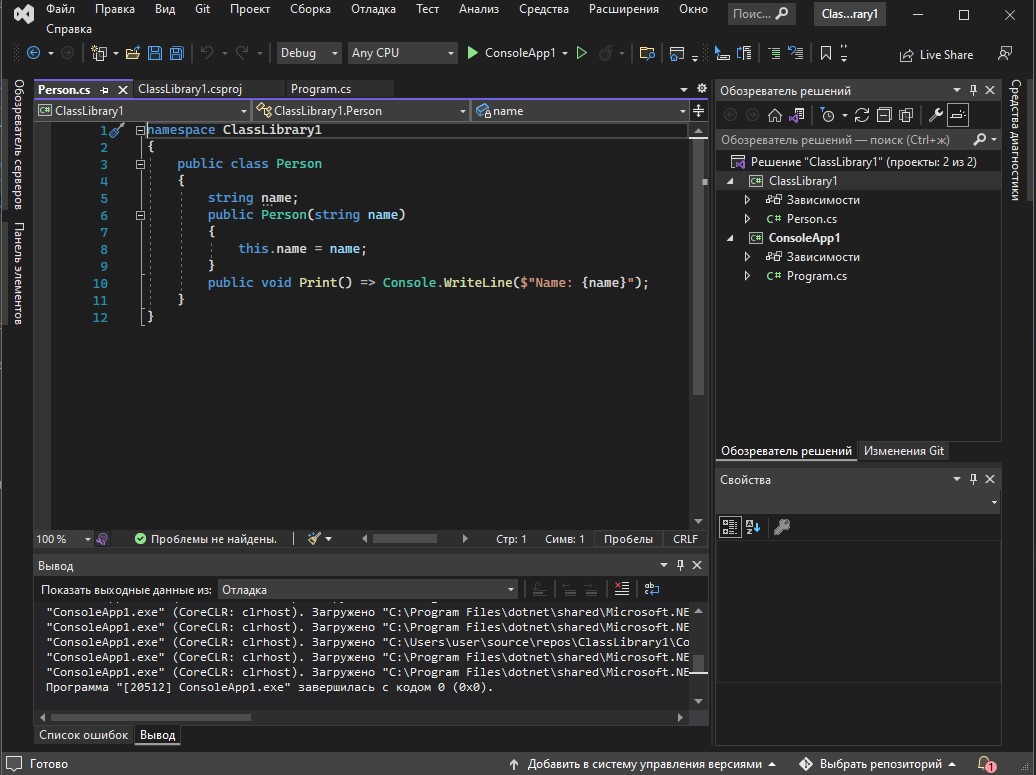 Файл Правка Вид Git Проект Сборка Отладка Тест Анализ Средства Расширения Окно Поис... Clas...rary1
Справка
Debug Any CPU ConsoleApp1 Live Share
Обозреватель серверов
Панель элементов
Person.cs ClassLibrary1.csproj Program.cs
ClassLibrary1 ClassLibrary1.Person name
1 namespace ClassLibrary1
2 {
3 public class Person
4 {
5 string name;
6 public Person(string name)
7 {
8 this.name = name;
9 }
10 public void Print() => Console.WriteLine($"Name: {name}");
11 }
12 }
100 % Проблемы не найдены. Стр: 1 Симв: 1 Пробелы CRLF
Вывод
Показать выходные данные из: Отладка
"ConsoleApp1.exe" (CoreCLR: clrhost). Загружено "C:\Program Files\dotnet\shared\Microsoft.NE
"ConsoleApp1.exe" (CoreCLR: clrhost). Загружено "C:\Program Files\dotnet\shared\Microsoft.NE
"ConsoleApp1.exe" (CoreCLR: clrhost). Загружено "C:\Users\user\source\repos\ClassLibrary1\Co
"ConsoleApp1.exe" (CoreCLR: clrhost). Загружено "C:\Program Files\dotnet\shared\Microsoft.NE
"ConsoleApp1.exe" (CoreCLR: clrhost). Загружено "C:\Program Files\dotnet\shared\Microsoft.NE
Программа "[20512] ConsoleApp1.exe" завершилась с кодом 0 (0x0).
Список ошибок Вывод
Обозреватель решений
Обозреватель решений — поиск (Ctrl+ж)
Решение "ClassLibrary1" (проекты: 2 из 2)
C# ClassLibrary1
Зависимости
C# Person.cs
C# ConsoleApp1
Зависимости
C# Program.cs
Обозреватель решений Изменения Git
Свойства
Средства диагностики
Готово Добавить в систему управления версиями Выбрать репозиторий 1